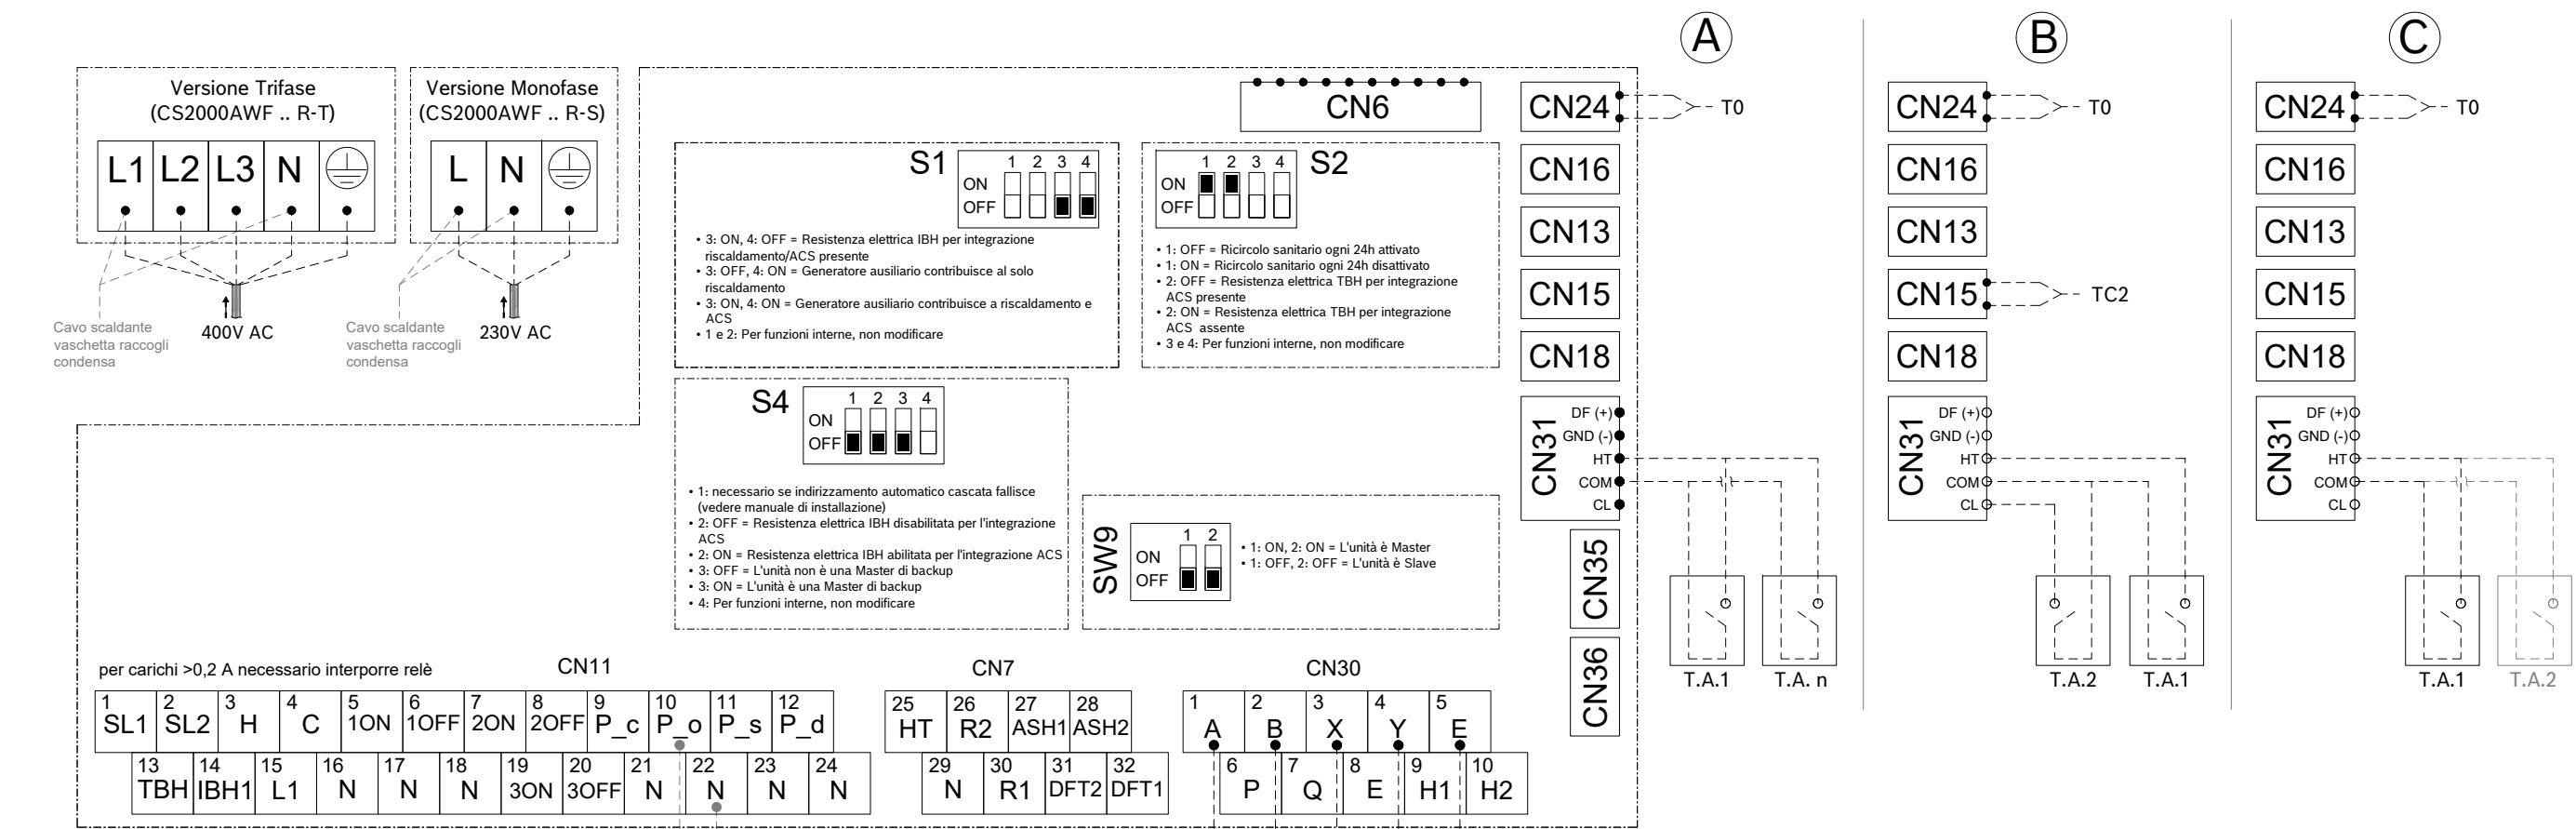 A
B
C
Versione Trifase
(CS2000AWF .. R-T)
L1 L2 L3 N
Cavo scaldante
vaschetta raccogli
condensa
400V AC
Versione Monofase
(CS2000AWF .. R-S)
L N
Cavo scaldante
vaschetta raccogli
condensa
230V AC
CN6
S1
1 2 3 4
ON
OFF
• 3: ON, 4: OFF = Resistenza elettrica IBH per integrazione
riscaldamento/ACS presente
• 3: OFF, 4: ON = Generatore ausiliario contribuisce al solo
riscaldamento
• 3: ON, 4: ON = Generatore ausiliario contribuisce a riscaldamento e
ACS
• 1 e 2: Per funzioni interne, non modificare
S2
1 2 3 4
ON
OFF
• 1: OFF = Ricircolo sanitario ogni 24h attivato
• 1: ON = Ricircolo sanitario ogni 24h disattivato
• 2: OFF = Resistenza elettrica TBH per integrazione
ACS presente
• 2: ON = Resistenza elettrica TBH per integrazione
ACS assente
• 3 e 4: Per funzioni interne, non modificare
S4
1 2 3 4
ON
OFF
• 1: necessario se indirizzamento automatico cascata fallisce
(vedere manuale di installazione)
• 2: OFF = Resistenza elettrica IBH disabilitata per l'integrazione
ACS
• 2: ON = Resistenza elettrica IBH abilitata per l'integrazione ACS
• 3: OFF = L'unità non è una Master di backup
• 3: ON = L'unità è una Master di backup
• 4: Per funzioni interne, non modificare
SW9
1 2
ON
OFF
• 1: ON, 2: ON = L'unità è Master
• 1: OFF, 2: OFF = L'unità è Slave
CN24 T0
CN16
CN13
CN15
CN18
CN31
DF (+)
GND (-)
HT
COM
CL
CN35
CN36
T.A.1 T.A. n
CN24 T0
CN16
CN13
CN15 TC2
CN18
CN31
DF (+)
GND (-)
HT
COM
CL
T.A.2 T.A.1
CN24 T0
CN16
CN13
CN15
CN18
CN31
DF (+)
GND (-)
HT
COM
CL
T.A.1 T.A.2
per carichi >0,2 A necessario interporre relè
CN11
1 2 3 4 5 6 7 8 9 10 11 12
SL1 SL2 H C 1ON 1OFF 2ON 2OFF P_c P_o P_s P_d
13 14 15 16 17 18 19 20 21 22 23 24
TBH IBH1 L1 N N N 3ON 3OFF N N N N
CN7
25 26 27 28
HT R2 ASH1 ASH2
29 30 31 32
N R1 DFT2 DFT1
CN30
1 2 3 4 5
A B X Y E
6 7 8 9 10
P Q E H1 H2